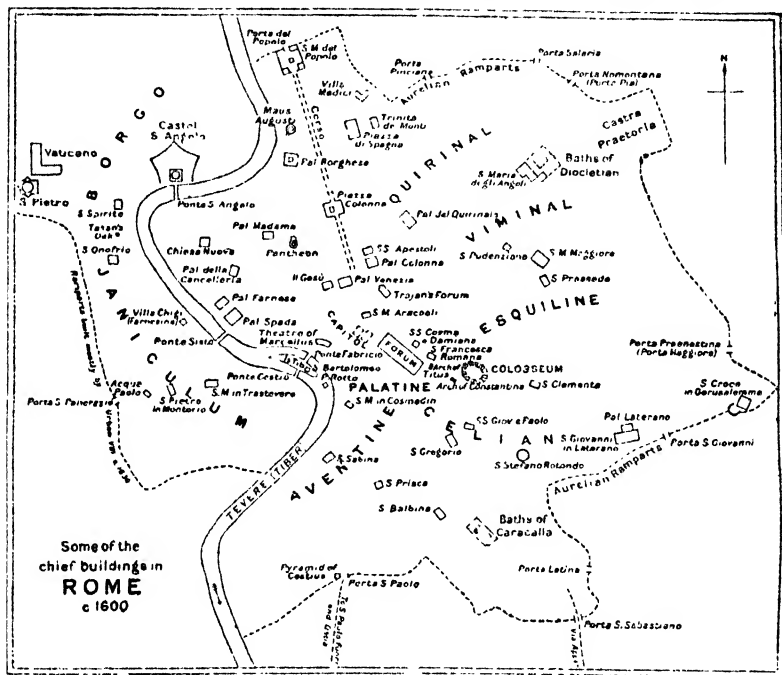 Porta del
Popolo
S. M. del
Popolo
Porta
Pinciana
Aurelian Ramparts
Porta Salaria
Porta Nomentana
(Porta Pia)
N
Villa
Medici
Castra
Praetoria
BORGO
Castel
S. Angelo
Maus
Augusti
Corso
Trinita
de Monti
Piazza
di Spagna
Vaticano
Pal Borghese
QUIRINAL
S Maria
degli Angeli
Baths of
Diocletian
S. Pietro
Ponte S Angelo
Piazza
Colonna
S Spirito
Tasso's
Oak
Pal del Quirinale
VIMINAL
S Onofrio
Chiesa Nuova
Pal Madama
Pantheon
SS Apostoli
Pal Colonna
S Pudenziana
S M Maggiore
Pal della
Cancelleria
Il Gesù
Pal Venezia
S Prassede
Trojan's Forum
JANICULUM
Pal Farnese
ESQUILINE
Villa Chigi
(Farnesina)
Pal Spada
S M Aracoeli
CAPITOL
Theatre of
Marcellus
FORUM
SS Cosma
e Damiano
S Francesca
Romana
Ponte Sisto
Ponte Fabricio
S
Bartolomeo
Arch of
Titus
COLOSSEUM
Porta Praenestina
(Porta Maggiore)
Ponte Cestio
P. Rotto
PALATINE
Arch of Constantine
S Clemente
Acqua
Paola
S Croce
in Gerusalemme
Porta S Pancrazio
S Pietro
in Montorio
S. M in Trastevere
S M in Cosmedin
CELIAN
SS Giov e Paolo
Pal Laterano
S Giovanni
in Laterano
Porta S Giovanni
S Gregorio
S Stefano Rotondo
AVENTINE
S Sabina
Aurelian Ramparts
TEVERE (TIBER)
S Prisca
S Balbina
Baths of
Caracalla
Some of the
chief buildings in
ROME
c 1600
Pyramid of
Cestius
Porta S Paolo
Porta Latina
Porta S. Sebastiano